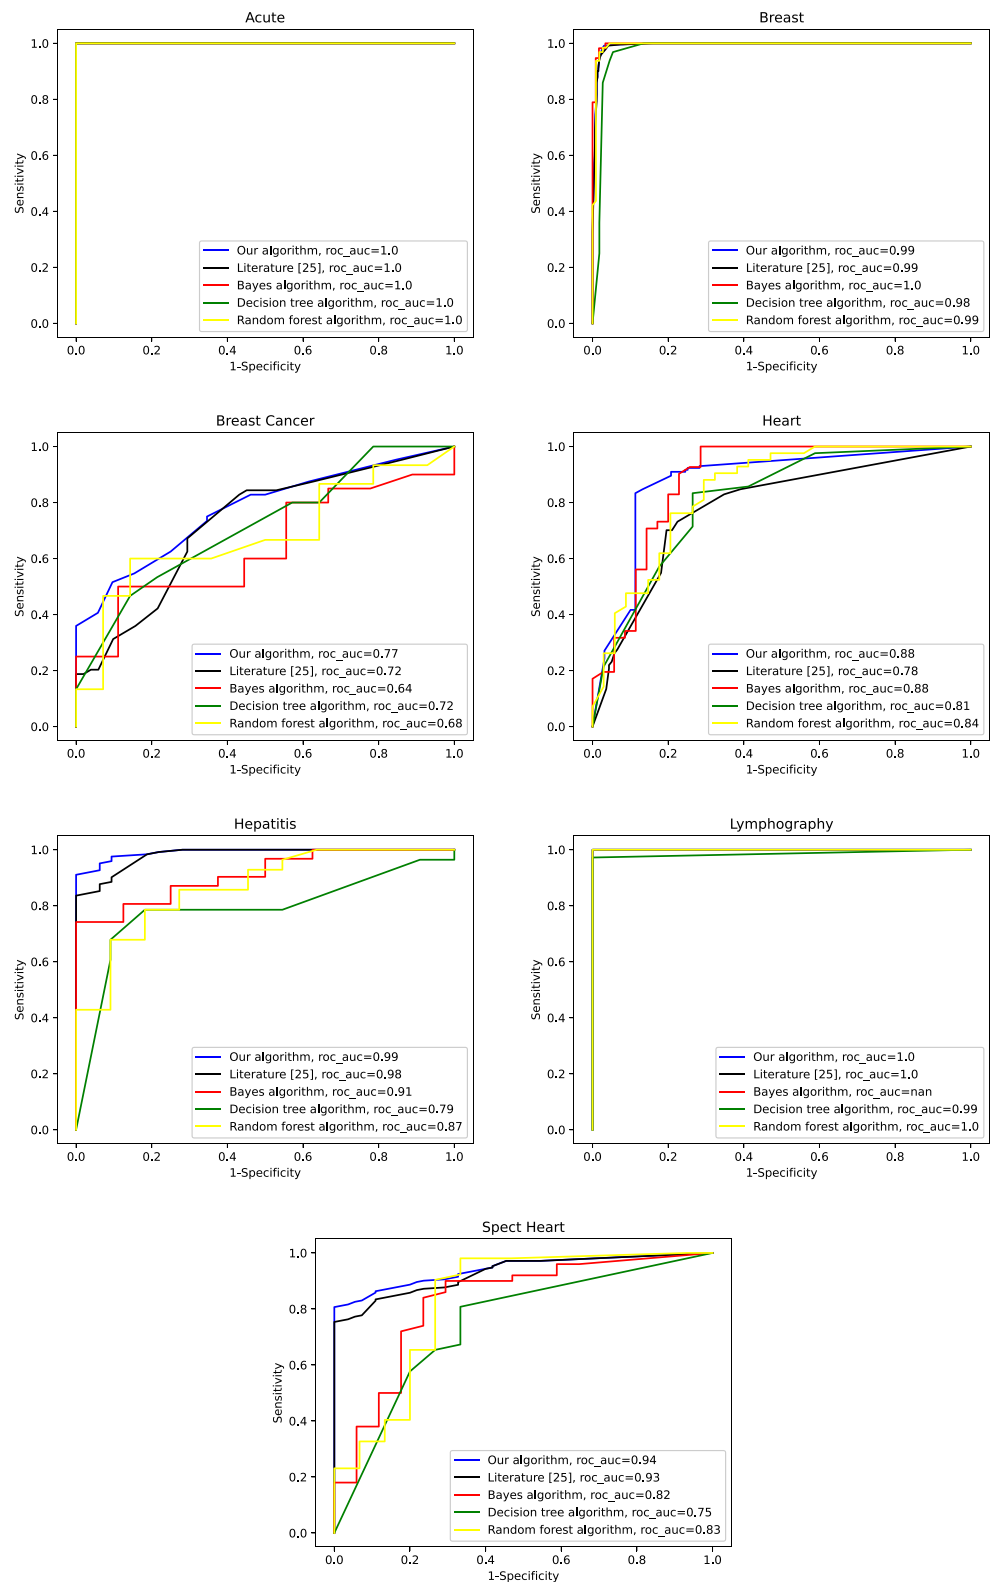 Acute
Sensitivity
1.0
0.8
0.6
0.4
0.2
0.0
Our algorithm, roc_auc=1.0
Literature [25], roc_auc=1.0
Bayes algorithm, roc_auc=1.0
Decision tree algorithm, roc_auc=1.0
Random forest algorithm, roc_auc=1.0
0.0 0.2 0.4 0.6 0.8 1.0
1-Specificity
Breast
Sensitivity
1.0
0.8
0.6
0.4
0.2
0.0
Our algorithm, roc_auc=0.99
Literature [25], roc_auc=0.99
Bayes algorithm, roc_auc=1.0
Decision tree algorithm, roc_auc=0.98
Random forest algorithm, roc_auc=0.99
0.0 0.2 0.4 0.6 0.8 1.0
1-Specificity
Breast Cancer
Sensitivity
1.0
0.8
0.6
0.4
0.2
0.0
Our algorithm, roc_auc=0.77
Literature [25], roc_auc=0.72
Bayes algorithm, roc_auc=0.64
Decision tree algorithm, roc_auc=0.72
Random forest algorithm, roc_auc=0.68
0.0 0.2 0.4 0.6 0.8 1.0
1-Specificity
Heart
Sensitivity
1.0
0.8
0.6
0.4
0.2
0.0
Our algorithm, roc_auc=0.88
Literature [25], roc_auc=0.78
Bayes algorithm, roc_auc=0.88
Decision tree algorithm, roc_auc=0.81
Random forest algorithm, roc_auc=0.84
0.0 0.2 0.4 0.6 0.8 1.0
1-Specificity
Hepatitis
Sensitivity
1.0
0.8
0.6
0.4
0.2
0.0
Our algorithm, roc_auc=0.99
Literature [25], roc_auc=0.98
Bayes algorithm, roc_auc=0.91
Decision tree algorithm, roc_auc=0.79
Random forest algorithm, roc_auc=0.87
0.0 0.2 0.4 0.6 0.8 1.0
1-Specificity
Lymphography
Sensitivity
1.0
0.8
0.6
0.4
0.2
0.0
Our algorithm, roc_auc=1.0
Literature [25], roc_auc=1.0
Bayes algorithm, roc_auc=nan
Decision tree algorithm, roc_auc=0.99
Random forest algorithm, roc_auc=1.0
0.0 0.2 0.4 0.6 0.8 1.0
1-Specificity
Spect Heart
Sensitivity
1.0
0.8
0.6
0.4
0.2
0.0
Our algorithm, roc_auc=0.94
Literature [25], roc_auc=0.93
Bayes algorithm, roc_auc=0.82
Decision tree algorithm, roc_auc=0.75
Random forest algorithm, roc_auc=0.83
0.0 0.2 0.4 0.6 0.8 1.0
1-Specificity